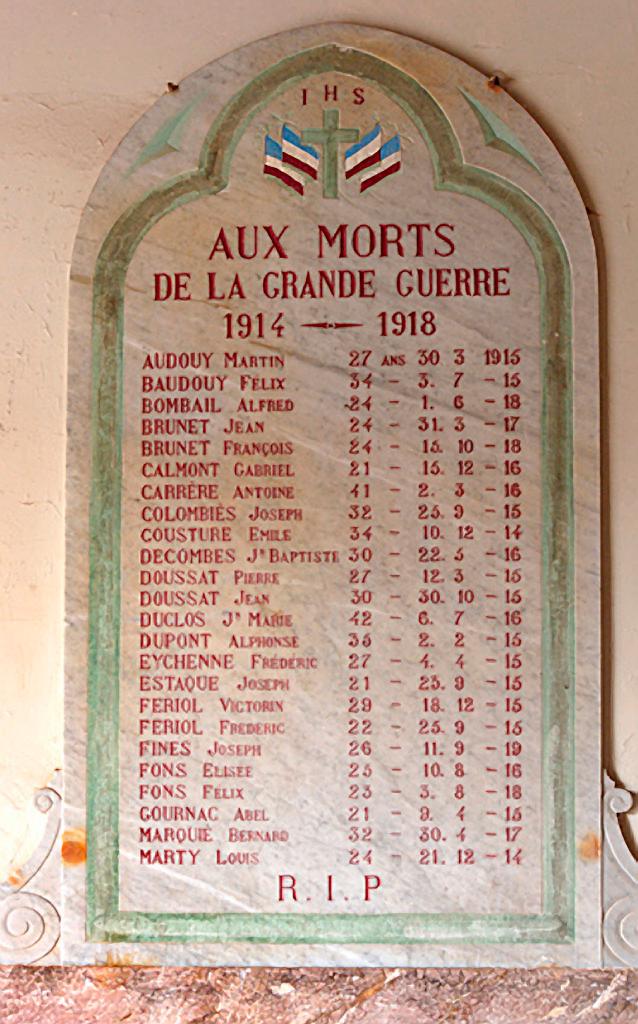 IHS
AUX MORTS
DE LA GRANDE GUERRE
1914 — 1918
AUDOUY MARTIN 27 ANS 30 3 1915
BAUDOUY FÉLIX 34 – 3. 7 – 15
BOMBAIL ALFRED 24 – 1. 6 – 18
BRUNET JEAN 24 – 31. 3 – 17
BRUNET FRANÇOIS 24 – 15. 10 – 18
CALMONT GABRIEL 21 – 15. 12 – 16
CARRÈRE ANTOINE 41 – 2. 3 – 16
COLOMBIÈS JOSEPH 32 – 25. 9 – 15
COUSTURE EMILE 34 – 10. 12 – 14
DECOMBES Jn BAPTISTE 30 – 22. – 16
DOUSSAT PIERRE 27 – 12. 3 – 15
DOUSSAT JEAN 30 – 30. 10 – 15
DUCLOS Jn MARIE 42 – 6. 7 – 16
DUPONT ALPHONSE 35 – 2. 2 – 15
EYCHENNE FRÉDÉRIC 27 – 4. 4 – 15
ESTAQUE JOSEPH 21 – 25. 9 – 15
FERIOL VICTORIN 29 – 18. 12 – 15
FERIOL FRÉDÉRIC 22 – 25. 9 – 15
FINES JOSEPH 26 – 11. 9 – 19
FONS ELISÉE 25 – 10. 8 – 16
FONS FÉLIX 23 – 3. 8 – 18
GOURNAC ABEL 21 – 9. 4 – 15
MARQUIÉ BERNARD 32 – 30. 4 – 17
MARTY LOUIS 24 – 21. 12 – 14
R.I.P